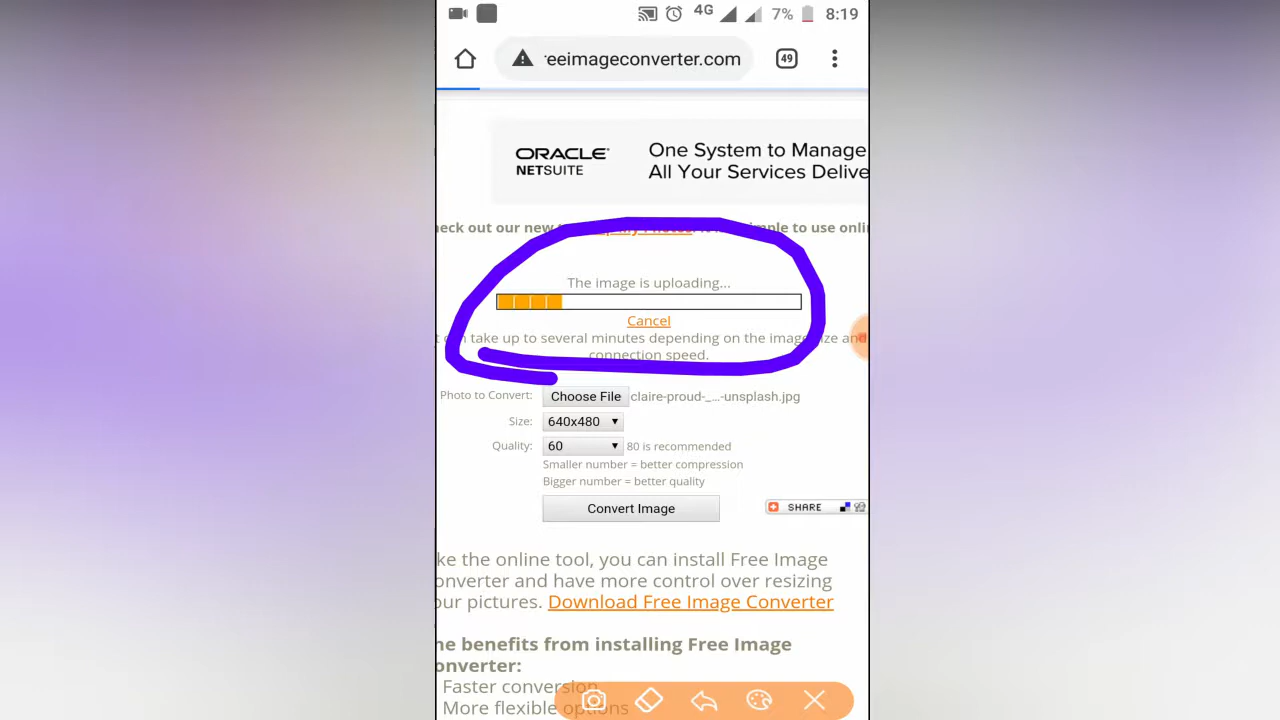 4G 7% 8:19
eeimageconverter.com 49
ORACLE
NETSUITE
One System to Manage
All Your Services Delive
eck out our new imple to use onli
The image is uploading...
Cancel
t can take up to several minutes depending on the image size and
connection speed.
Photo to Convert: Choose File claire-proud-_...-unsplash.jpg
Size: 640x480
Quality: 60 80 is recommended
Smaller number = better compression
Bigger number = better quality
Convert Image
SHARE
ke the online tool, you can install Free Image
onverter and have more control over resizing
our pictures. Download Free Image Converter
he benefits from installing Free Image
onverter:
Faster conversion
More flexible options